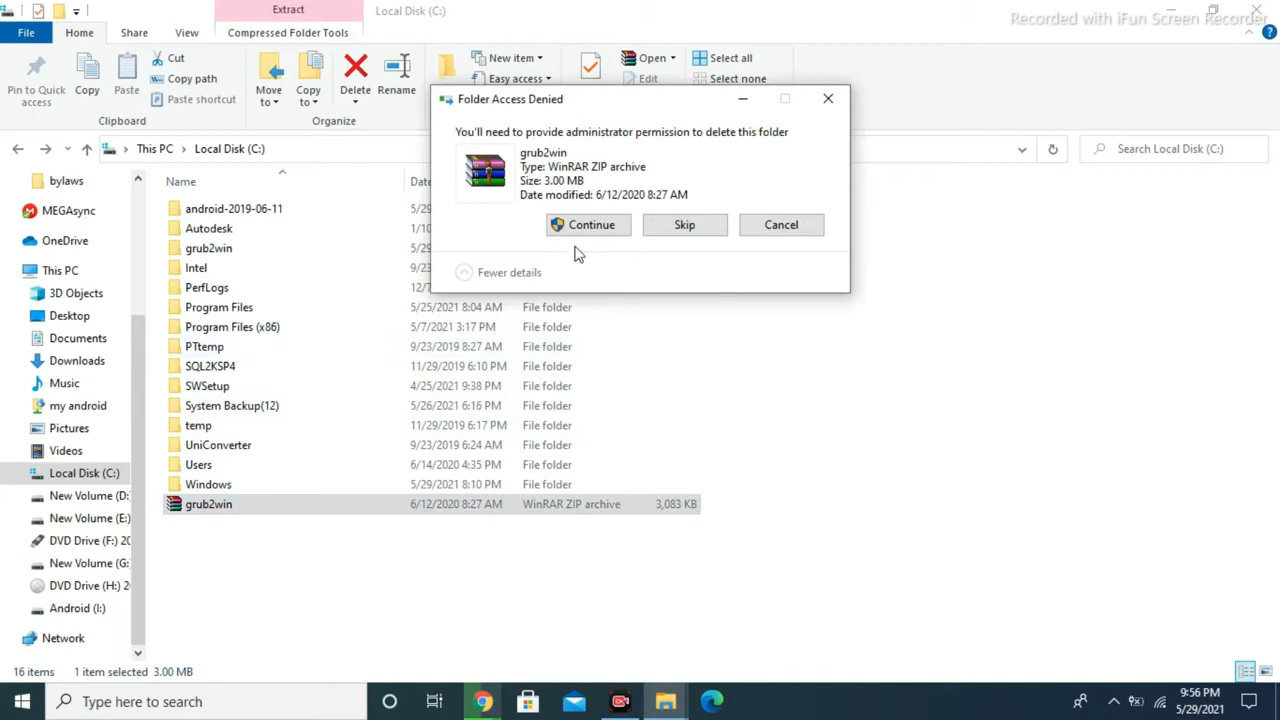 Extract
Local Disk (C:)
Recorded with iFun Screen Recorder
File
Home
Share
View
Compressed Folder Tools
Pin to Quick access
Copy
Paste
Cut
Copy path
Paste shortcut
Clipboard
Move to
Copy to
Delete
Rename
Organize
New item
Easy access
Open
Edit
Select all
Select none
Folder Access Denied
You'll need to provide administrator permission to delete this folder
grub2win
Type: WinRAR ZIP archive
Size: 3.00 MB
Date modified: 6/12/2020 8:27 AM
Continue
Skip
Cancel
Fewer details
This PC
Local Disk (C:)
Search Local Disk (C:)
Name
bylaws
MEGAsync
OneDrive
This PC
3D Objects
Desktop
Documents
Downloads
Music
my android
Pictures
Videos
Local Disk (C:)
New Volume (D:
New Volume (E:)
DVD Drive (F:) 20
New Volume (G:
DVD Drive (H:) 2
Android (I:)
Network
android-2019-06-11
Autodesk
grub2win
Intel
PerfLogs
Program Files 5/25/2021 8:04 AM File folder
Program Files (x86) 5/7/2021 3:17 PM File folder
PTtemp 9/23/2019 8:27 AM File folder
SQL2KSP4 11/29/2019 6:10 PM File folder
SWSetup 4/25/2021 9:38 PM File folder
System Backup(12) 5/26/2021 6:16 PM File folder
temp 11/29/2019 6:17 PM File folder
UniConverter 9/23/2019 6:24 AM File folder
Users 6/14/2020 4:35 PM File folder
Windows 5/29/2021 8:10 PM File folder
grub2win 6/12/2020 8:27 AM WinRAR ZIP archive 3,083 KB
16 items 1 item selected 3.00 MB
Type here to search
9:56 PM
5/29/2021